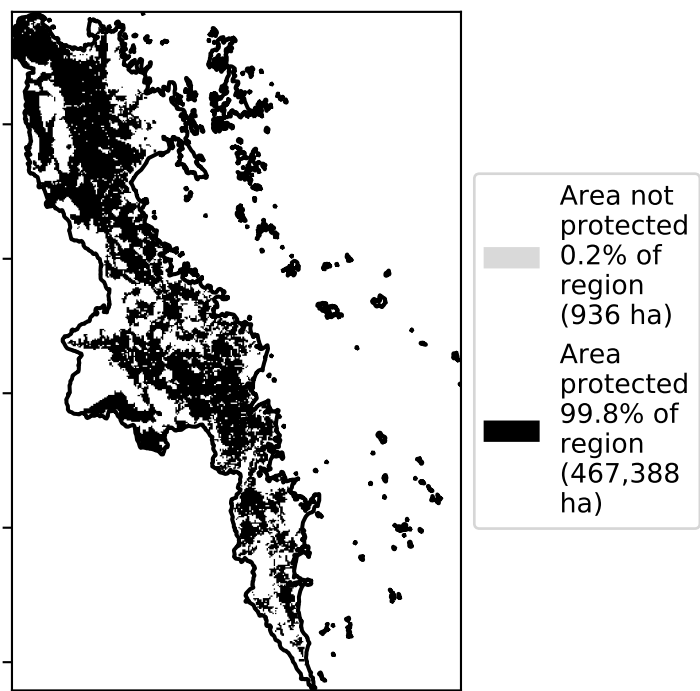 Area not
protected
0.2% of
region
(936 ha)
Area
protected
99.8% of
region
(467,388
ha)